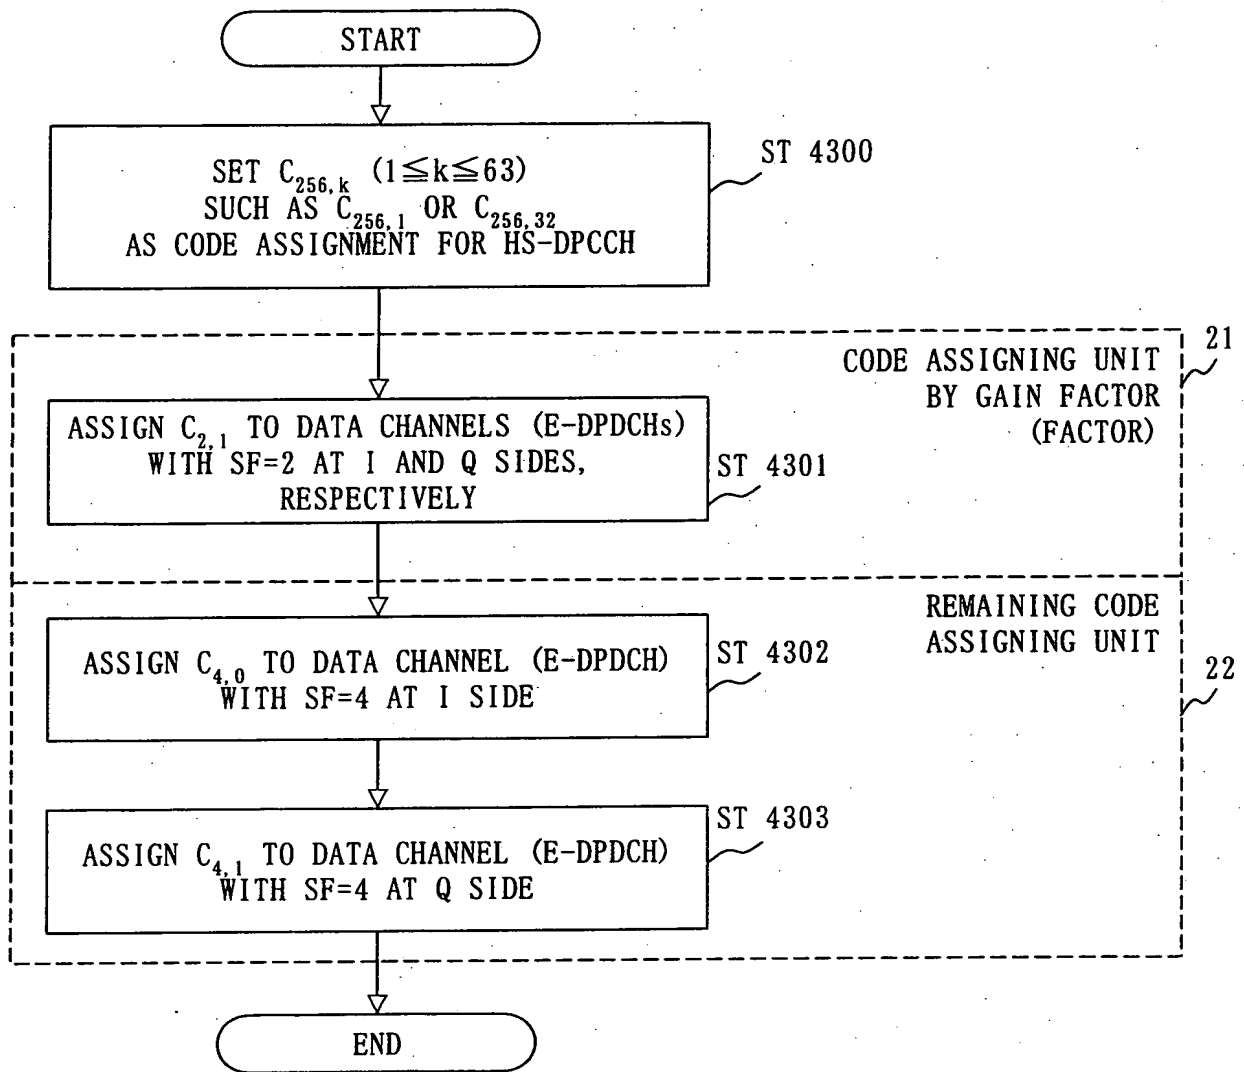 START
SET C256,k (1≦k≦63)
SUCH AS C256,1 OR C256,32
AS CODE ASSIGNMENT FOR HS-DPCCH
ST 4300
21
CODE ASSIGNING UNIT
BY GAIN FACTOR
(FACTOR)
ASSIGN C2,1 TO DATA CHANNELS (E-DPDCHs)
WITH SF=2 AT I AND Q SIDES,
RESPECTIVELY
ST 4301
REMAINING CODE
ASSIGNING UNIT
22
ASSIGN C4,0 TO DATA CHANNEL (E-DPDCH)
WITH SF=4 AT I SIDE
ST 4302
ASSIGN C4,1 TO DATA CHANNEL (E-DPDCH)
WITH SF=4 AT Q SIDE
ST 4303
END